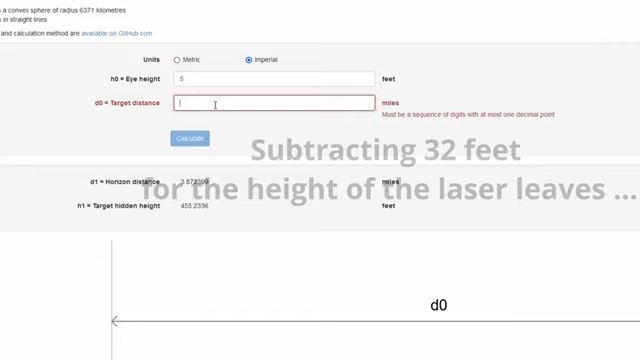 s a convex sphere of radius 6371 kilometres
s in straight lines
and calculation method are available on GitHub.com
Units Metric Imperial
h0 = Eye height 5 feet
d0 = Target distance miles
Must be a sequence of digits with at most one decimal point
Calculate
Subtracting 32 feet
for the height of the laser leaves ...
d1 = Horizon distance 3.872399 miles
h1 = Target hidden height 455.2336 feet
d0